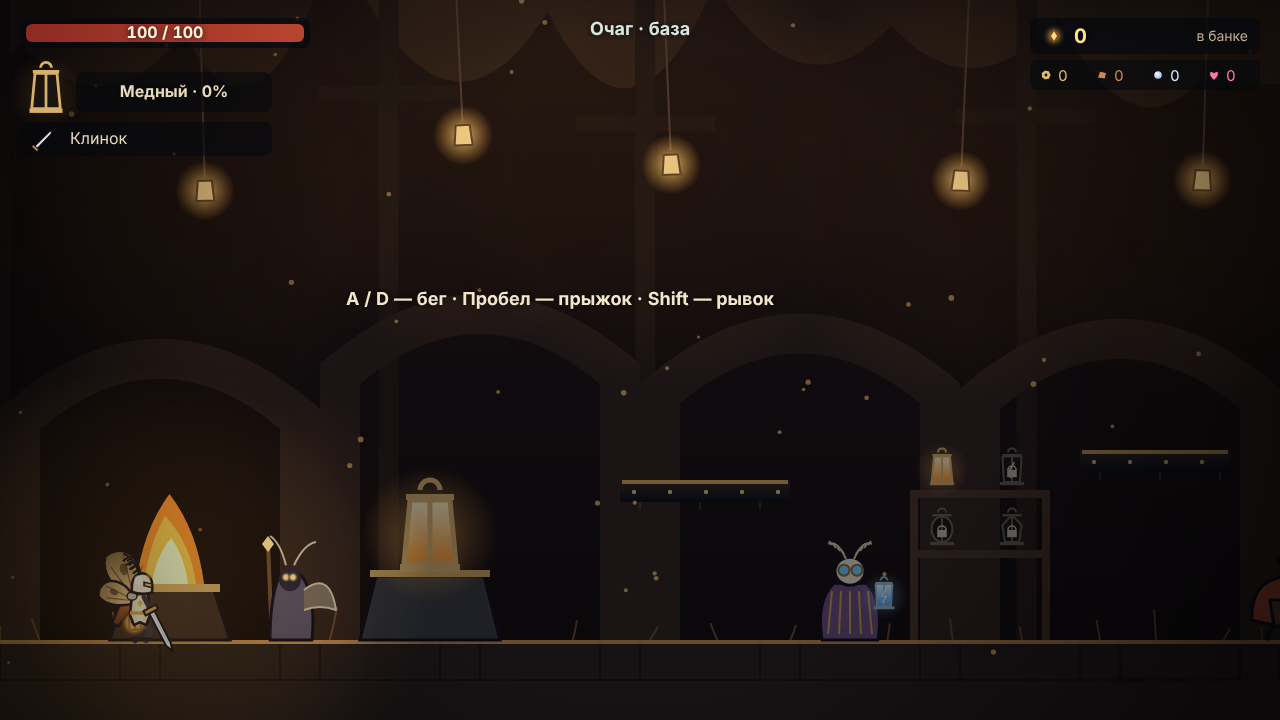 100 / 100
Очаг · база
0
в банке
0
0
0
0
Медный · 0%
Клинок
A / D — бег · Пробел — прыжок · Shift — рывок